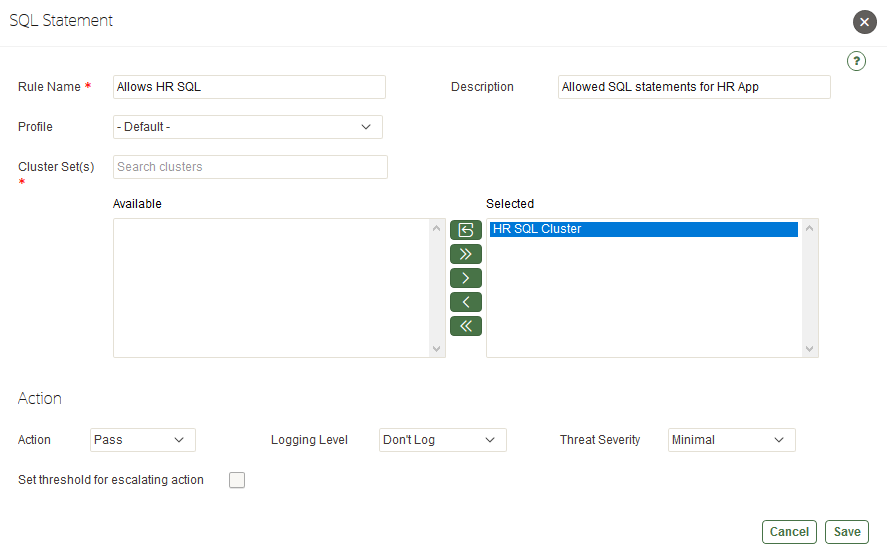 SQL Statement
?
Rule Name * Allows HR SQL Description Allowed SQL statements for HR App
Profile - Default -
Cluster Set(s) Search clusters
*
Available Selected
HR SQL Cluster
Action
Action Pass Logging Level Don't Log Threat Severity Minimal
Set threshold for escalating action
Cancel Save